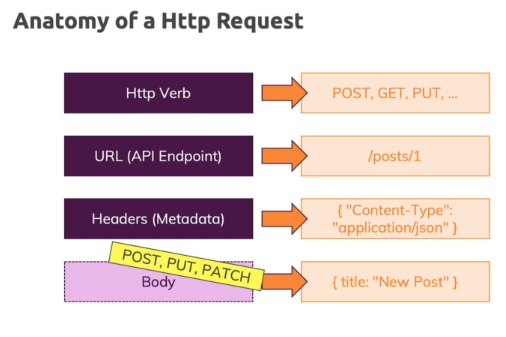 Anatomy of a Http Request
Http Verb
POST, GET, PUT, ...
URL (API Endpoint)
/posts/1
Headers (Metadata)
{ "Content-Type":
"application/json" }
POST, PUT, PATCH
Body
{ title: "New Post" }